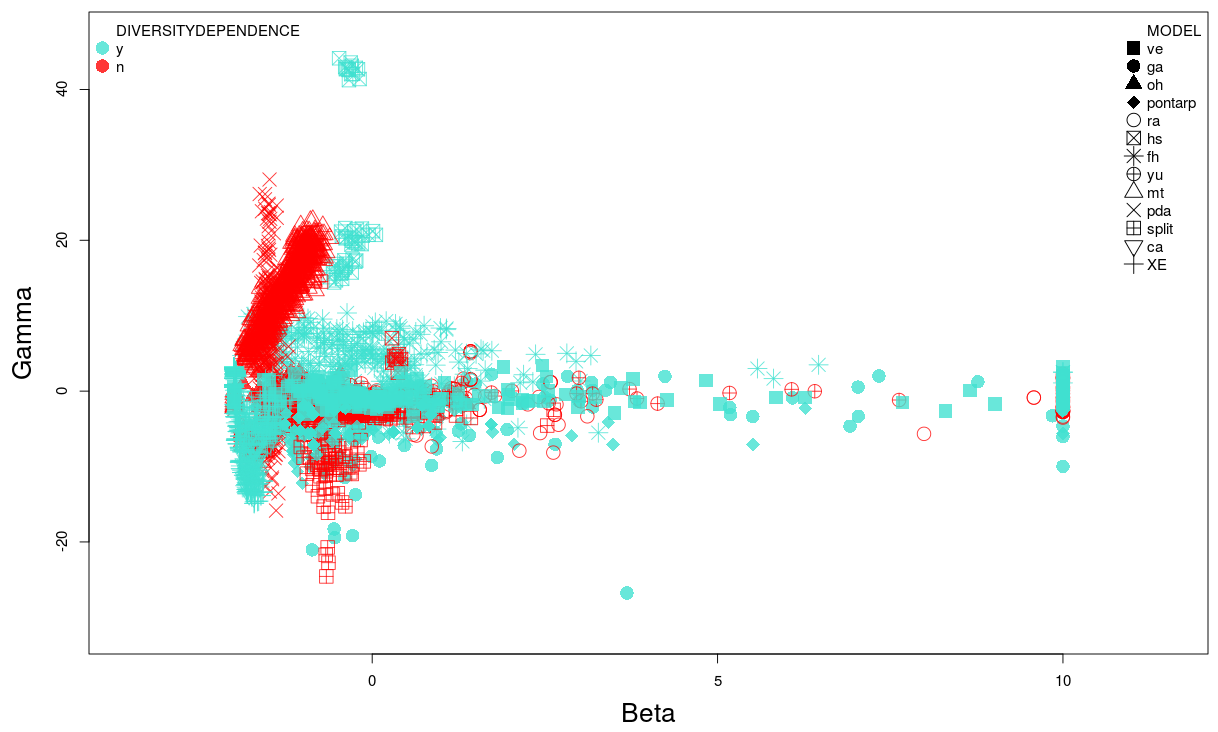 DIVERSITYDEPENDENCE
y
n
MODEL
ve
ga
oh
pontarp
ra
hs
fh
yu
mt
pda
split
ca
XE
40
20
0
-20
Gamma
0
5
10
Beta